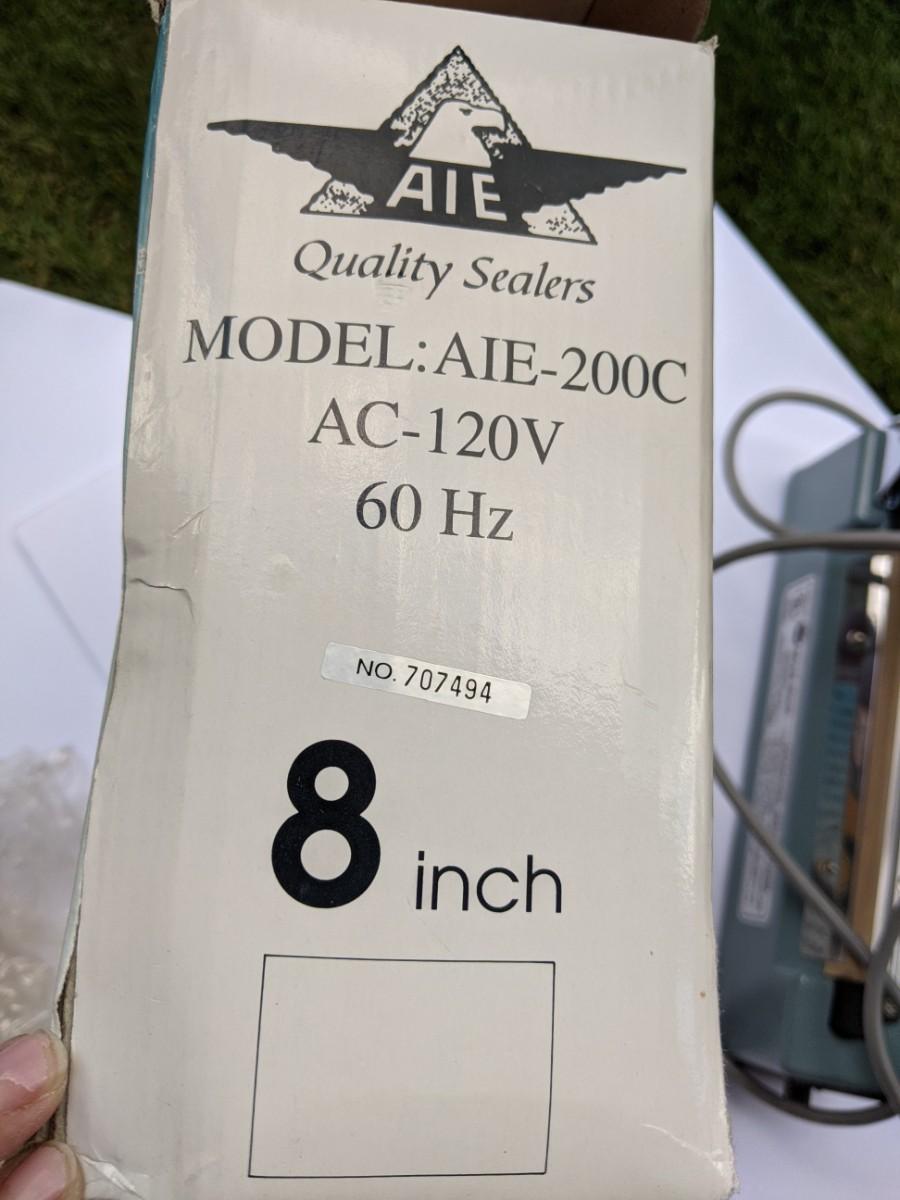 AIE
Quality Sealers
MODEL:AIE-200C
AC-120V
60 Hz
NO. 707494
8 inch